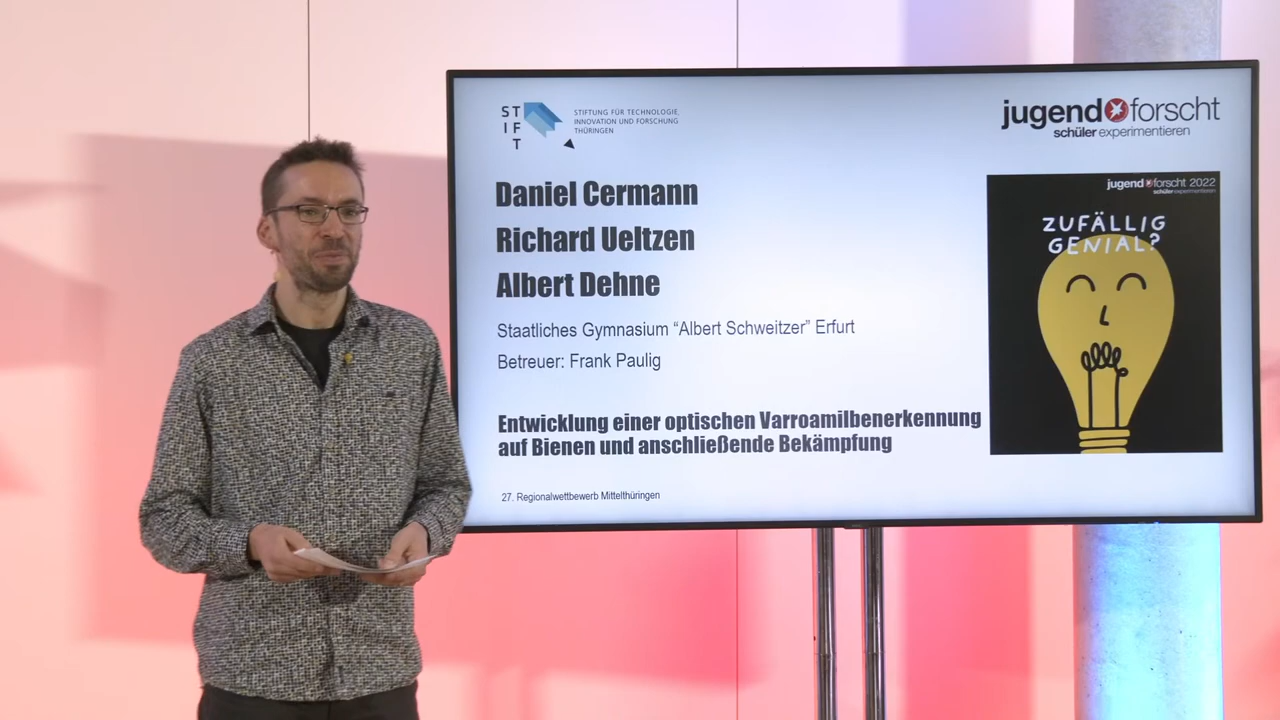 ST
IF
T
STIFTUNG FÜR TECHNOLOGIE,
INNOVATION UND FORSCHUNG
THÜRINGEN
jugend forscht
schüler experimentieren
Daniel Cermann
Richard Ueltzen
Albert Dehne
Staatliches Gymnasium “Albert Schweitzer” Erfurt
Betreuer: Frank Paulig
Entwicklung einer optischen Varroamilbenerkennung
auf Bienen und anschließende Bekämpfung
27. Regionalwettbewerb Mittelthüringen
jugend forscht 2022
schüler experimentieren
ZUFÄLLIG
GENIAL?